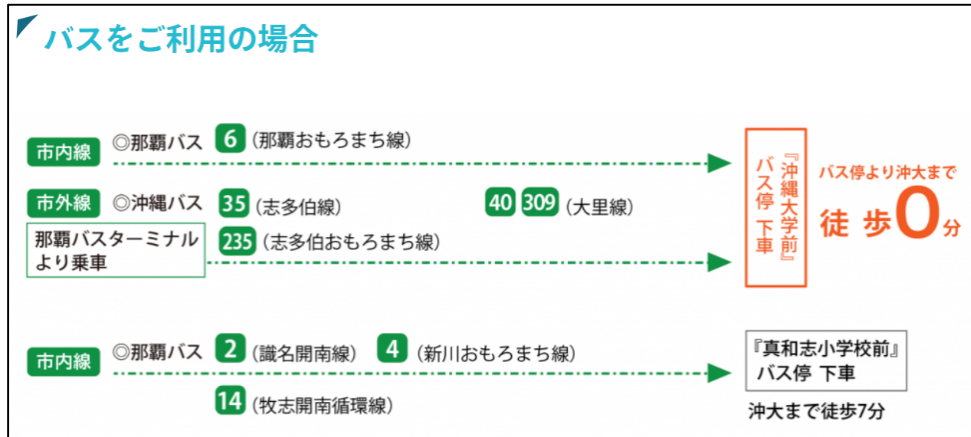 バスをご利用の場合
市内線 ◎那覇バス 6 (那覇おもろまち線)
市外線 ◎沖縄バス 35 (志多伯線) 40 309 (大里線)
那覇バスターミナル
より乗車
235 (志多伯おもろまち線)
『沖縄大学前』
バス停 下車
バス停より沖大まで
徒歩0分
市内線 ◎那覇バス 2 (識名開南線) 4 (新川おもろまち線)
14 (牧志開南循環線)
『真和志小学校前』
バス停 下車
沖大まで徒歩7分